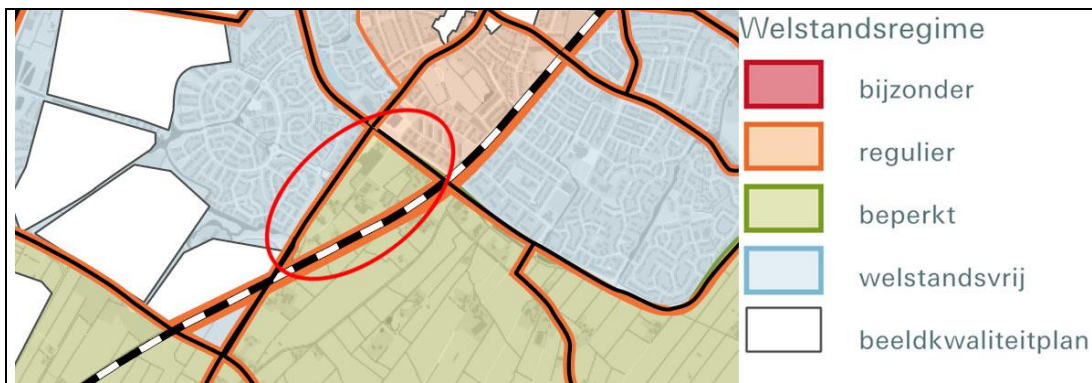 Welstandsregime
bijzonder
regulier
beperkt
welstandsvrij
beeldkwaliteitplan